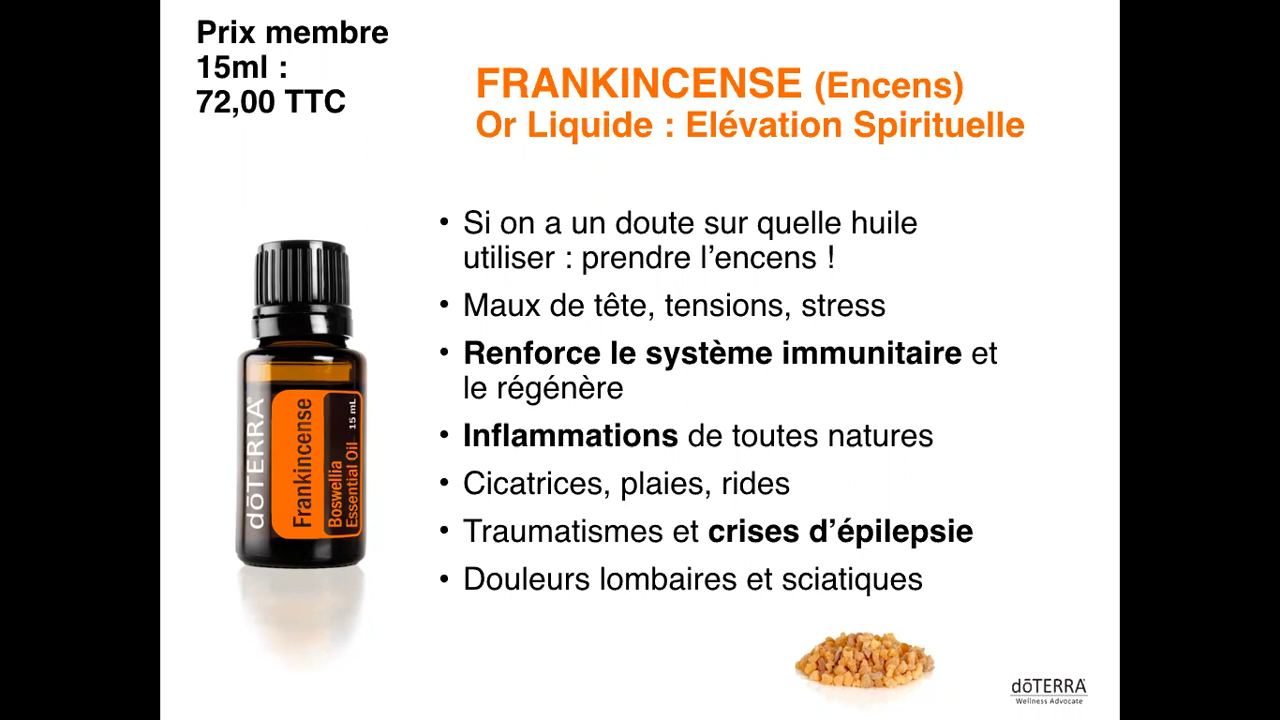 Prix membre
15ml :
72,00 TTC
FRANKINCENSE (Encens)
Or Liquide : Elévation Spirituelle
• Si on a un doute sur quelle huile
utiliser : prendre l’encens !
• Maux de tête, tensions, stress
• Renforce le système immunitaire et
le régénère
• Inflammations de toutes natures
• Cicatrices, plaies, rides
• Traumatismes et crises d’épilepsie
• Douleurs lombaires et sciatiques
dōTERRA®
Frankincense
Boswellia
Essential Oil 15 mL
dōTERRA®
Wellness Advocate